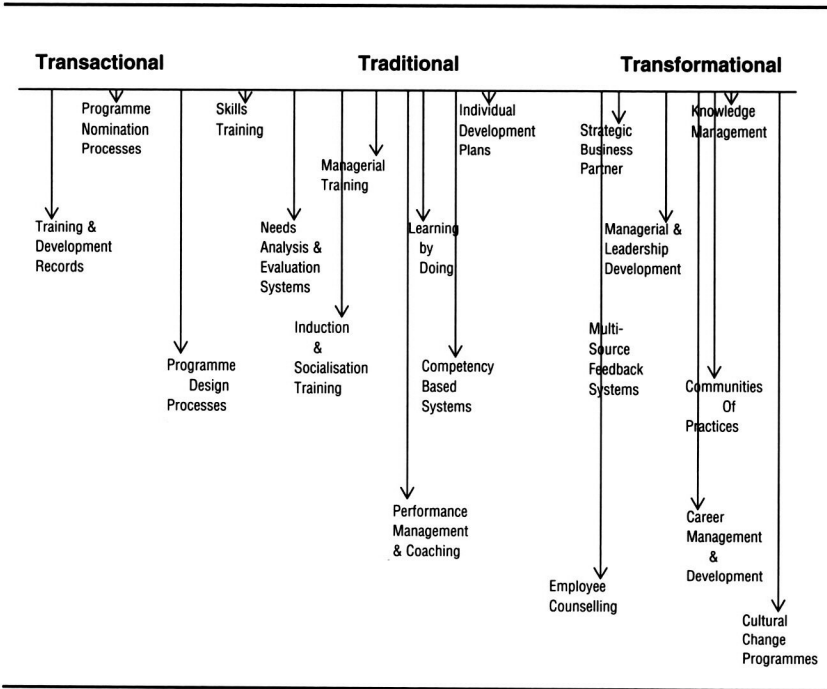 Transactional
Traditional
Transformational
Programme
Nomination
Processes
Skills
Training
Managerial
Training
Individual
Development
Plans
Strategic
Business
Partner
Knowledge
Management
Training &
Development
Records
Needs
Analysis &
Evaluation
Systems
Learning
by
Doing
Managerial &
Leadership
Development
Induction
&
Socialisation
Training
Multi-
Source
Feedback
Systems
Programme
Design
Processes
Competency
Based
Systems
Communities
Of
Practices
Performance
Management
& Coaching
Career
Management
&
Development
Employee
Counselling
Cultural
Change
Programmes